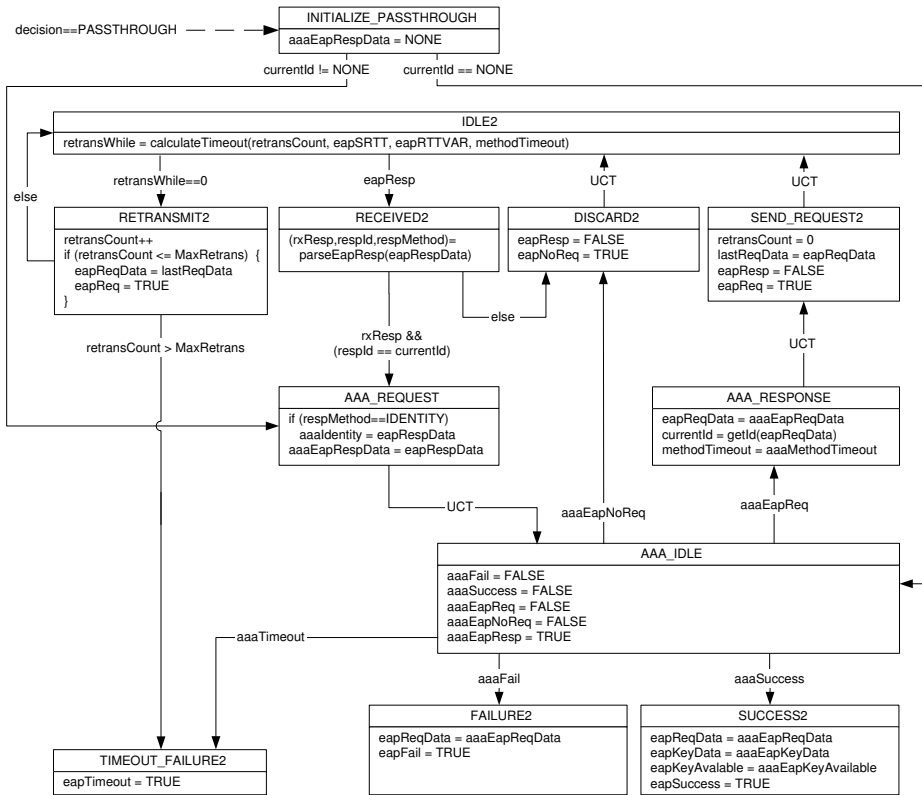 INITIALIZE_PASSTHROUGH
decision==PASSTHROUGH
aaaEapRespData = NONE
currentId != NONE
currentId == NONE
IDLE2
retransWhile = calculateTimeout(retransCount, eapSRTT, eapRTTVAR, methodTimeout)
else
retransWhile==0
eapResp
UCT
UCT
RETRANSMIT2
retransCount++
if (retransCount <= MaxRetrans) {
eapReqData = lastReqData
eapReq = TRUE
}
RECEIVED2
(rxResp,respId,respMethod)=
parseEapResp(eapRespData)
DISCARD2
eapResp = FALSE
eapNoReq = TRUE
SEND_REQUEST2
retransCount = 0
lastReqData = eapReqData
eapResp = FALSE
eapReq = TRUE
else
rxResp &&
(respId == currentId)
retransCount > MaxRetrans
UCT
AAA_REQUEST
if (respMethod==IDENTITY)
aaaIdentity = eapRespData
aaaEapRespData = eapRespData
AAA_RESPONSE
eapReqData = aaaEapReqData
currentId = getId(eapReqData)
methodTimeout = aaaMethodTimeout
UCT
aaaEapNoReq
aaaEapReq
AAA_IDLE
aaaFail = FALSE
aaaSuccess = FALSE
aaaEapReq = FALSE
aaaEapNoReq = FALSE
aaaEapResp = TRUE
aaaTimeout
aaaFail
aaaSuccess
FAILURE2
eapReqData = aaaEapReqData
eapFail = TRUE
SUCCESS2
eapReqData = aaaEapReqData
eapKeyData = aaaEapKeyData
eapKeyAvalable = aaaEapKeyAvailable
eapSuccess = TRUE
TIMEOUT_FAILURE2
eapTimeout = TRUE